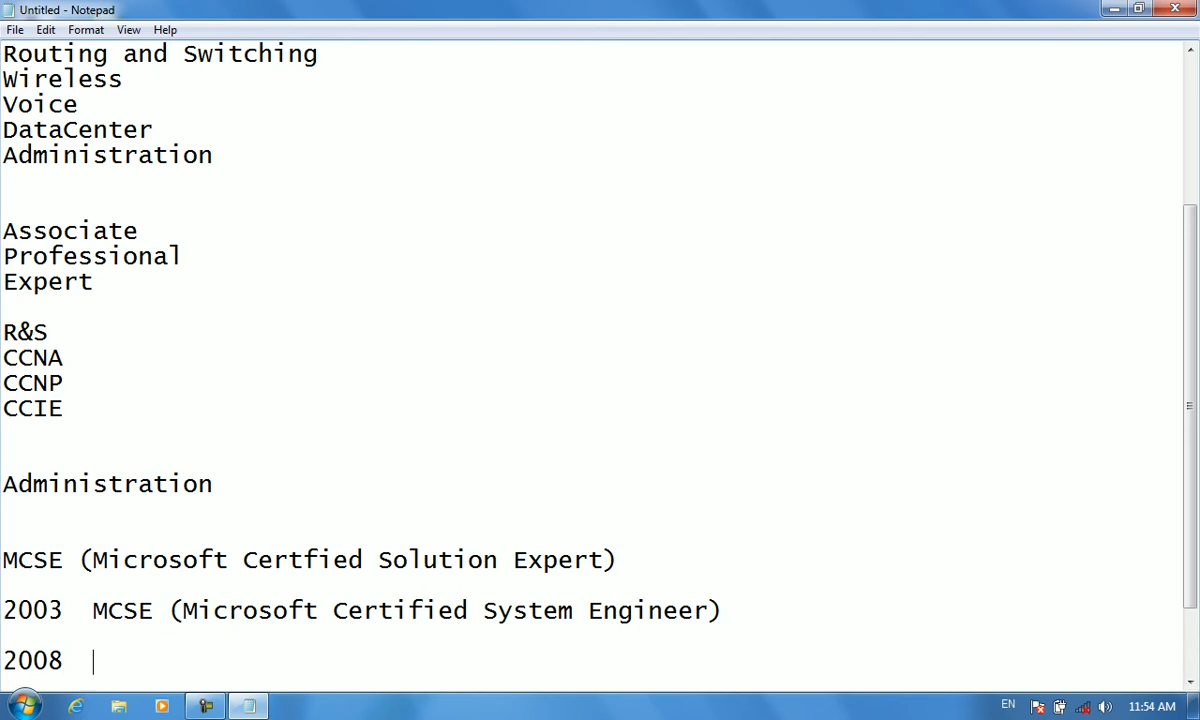 Untitled - Notepad
File Edit Format View Help
Routing and Switching
Wireless
Voice
DataCenter
Administration
Associate
Professional
Expert
R&S
CCNA
CCNP
CCIE
Administration
MCSE (Microsoft Certfied Solution Expert)
2003 MCSE (Microsoft Certified System Engineer)
2008
EN 11:54 AM